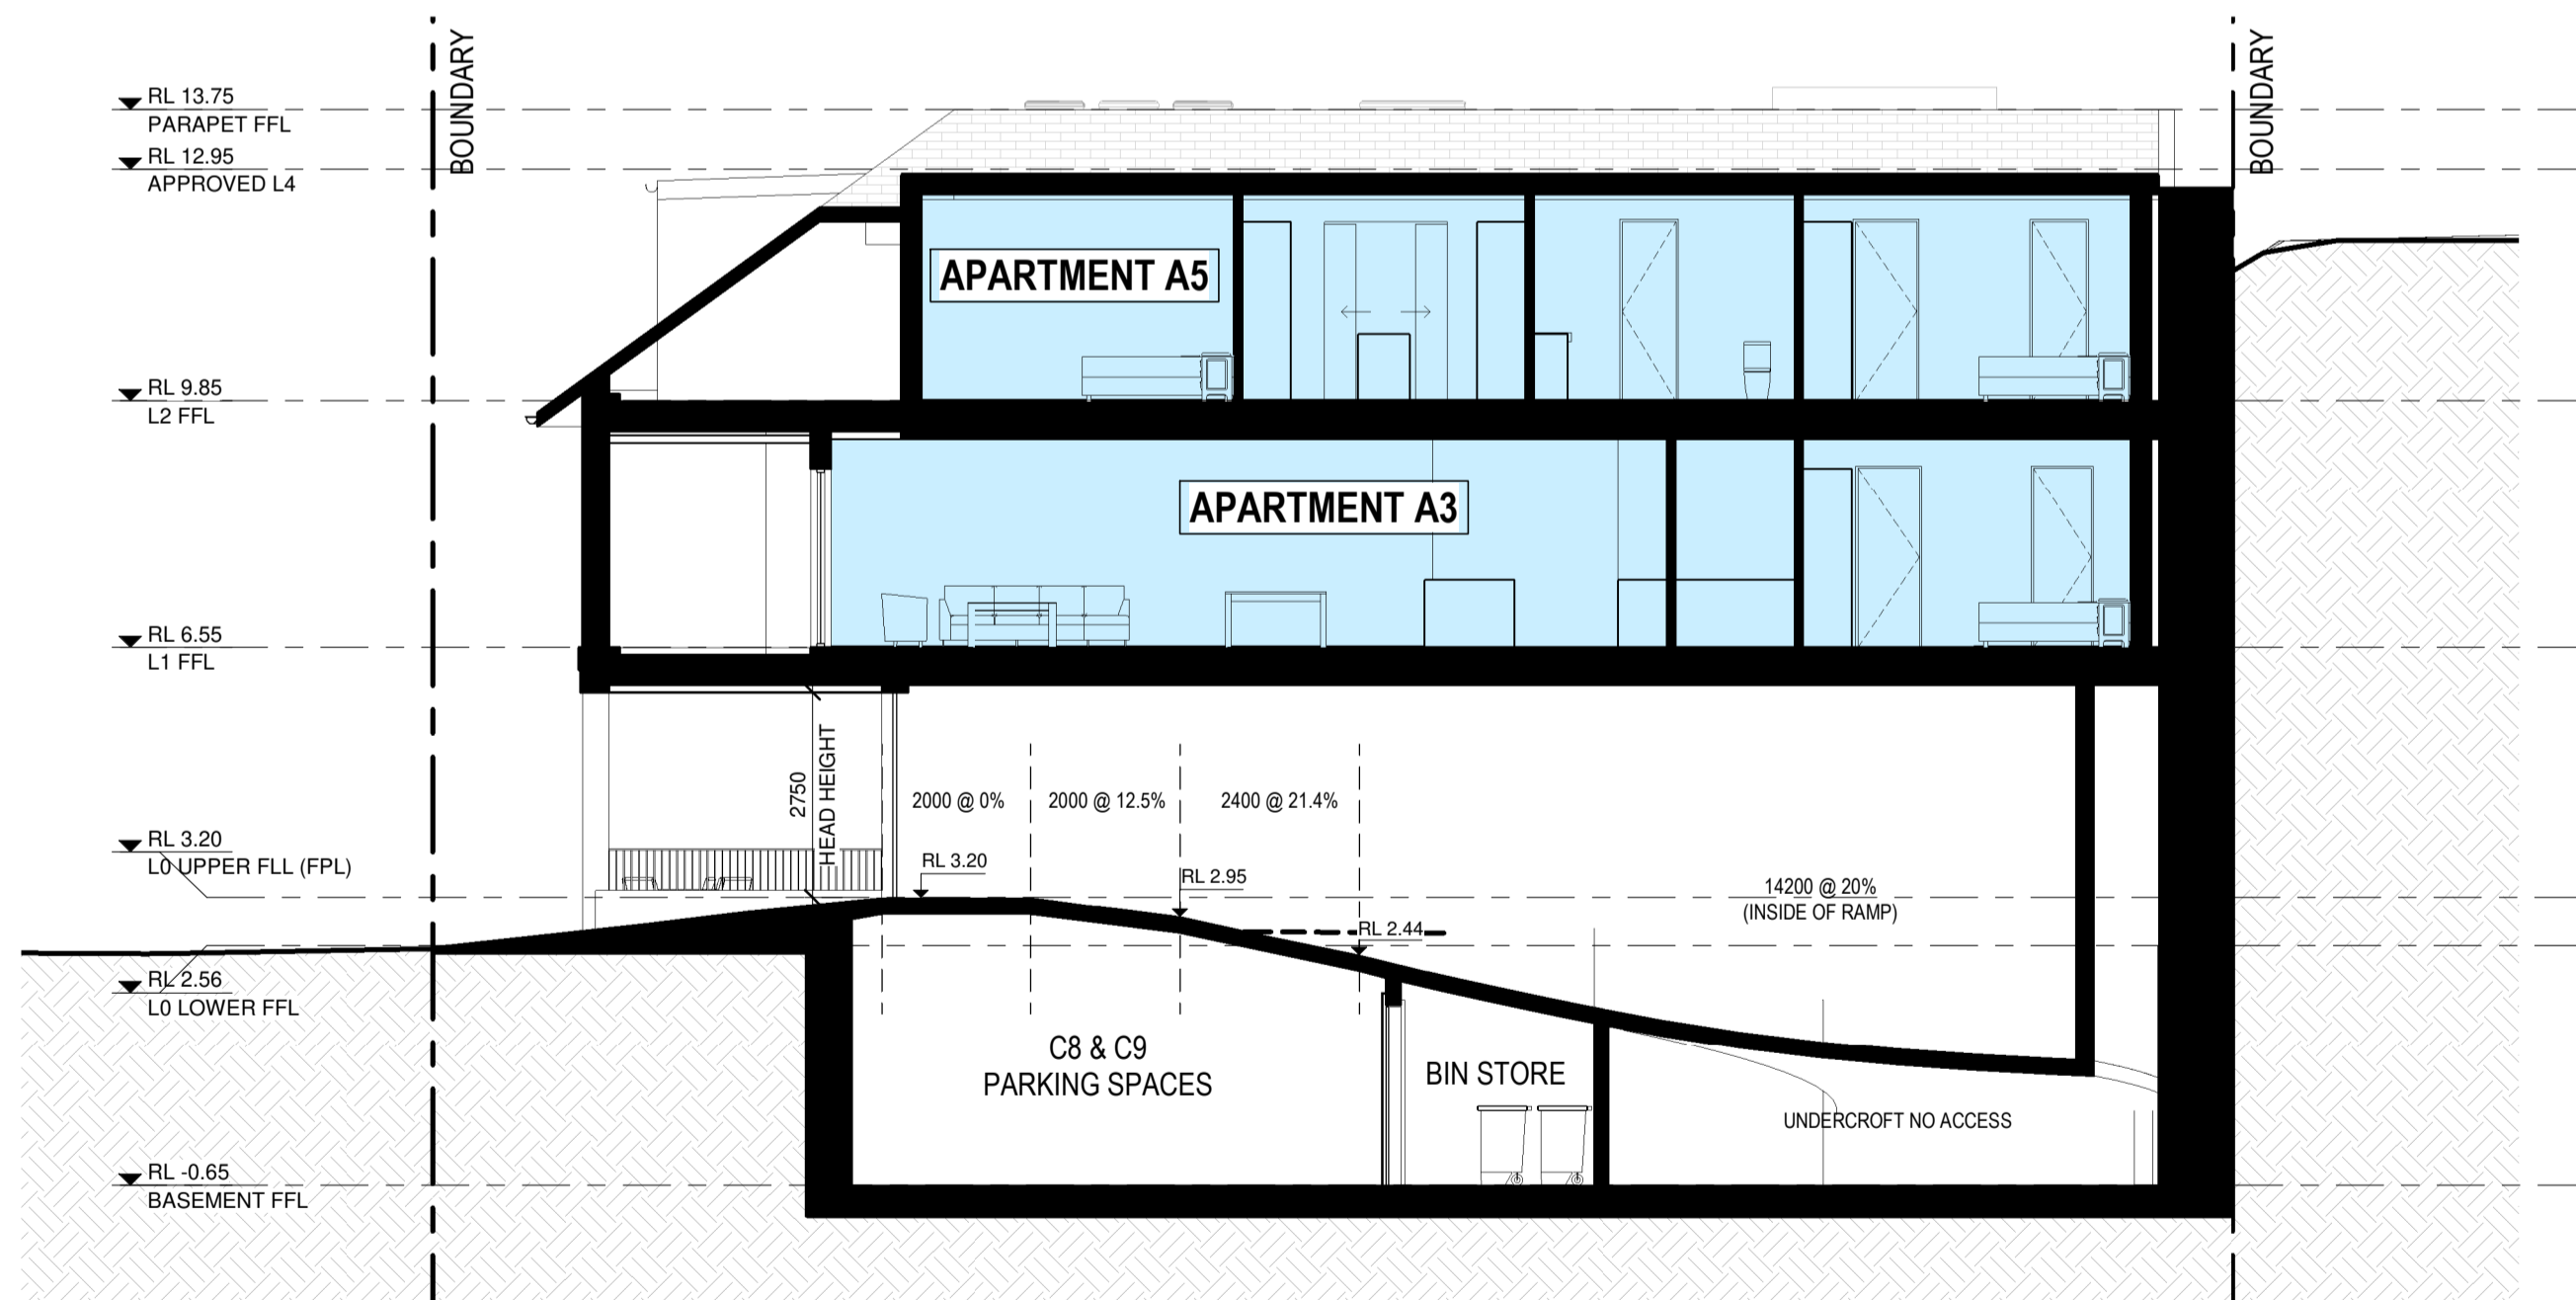 BOUNDARY
BOUNDARY
RL 13.75
PARAPET FFL
RL 12.95
APPROVED L4
APARTMENT A5
RL 9.85
L2 FFL
APARTMENT A3
RL 6.55
L1 FFL
2750
HEAD HEIGHT
2000 @ 0%
2000 @ 12.5%
2400 @ 21.4%
RL 3.20
L0 UPPER FLL (FPL)
RL 3.20
RL 2.95
14200 @ 20%
(INSIDE OF RAMP)
RL 2.44
RL 2.56
L0 LOWER FFL
C8 & C9
PARKING SPACES
BIN STORE
UNDERCROFT NO ACCESS
RL -0.65
BASEMENT FFL